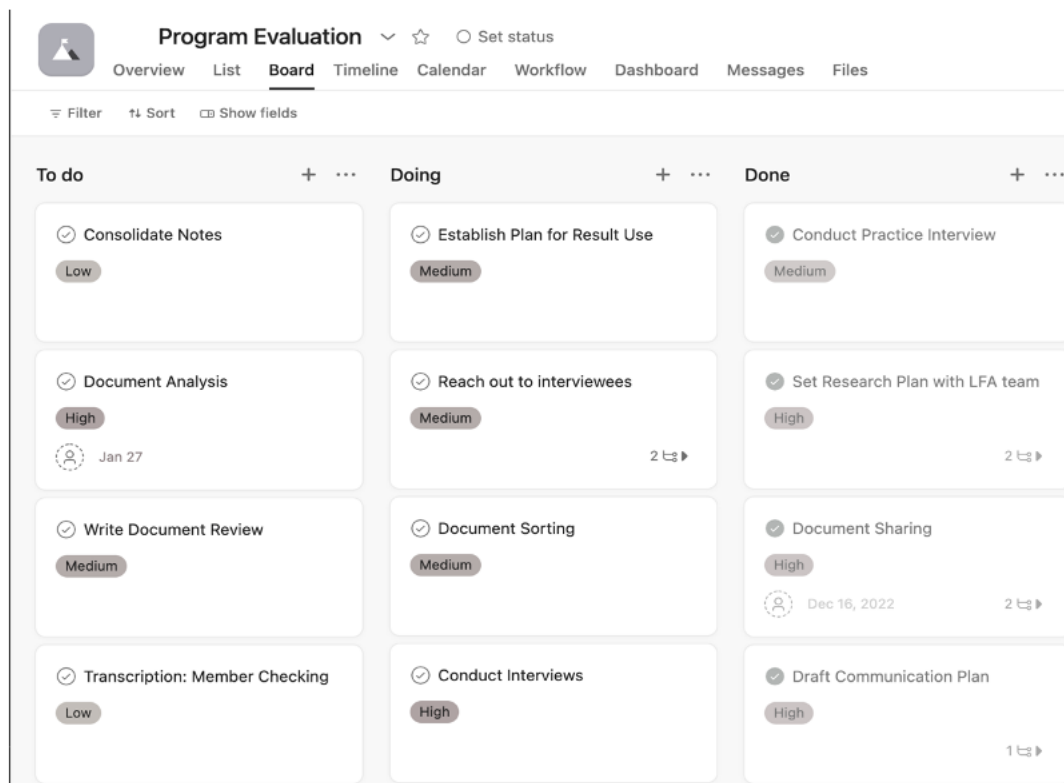 Program Evaluation
Set status
Overview List Board Timeline Calendar Workflow Dashboard Messages Files
Filter Sort Show fields
To do
Consolidate Notes
Low
Document Analysis
High
Jan 27
Write Document Review
Medium
Transcription: Member Checking
Low
Doing
Establish Plan for Result Use
Medium
Reach out to interviewees
Medium
2
Document Sorting
Medium
Conduct Interviews
High
Done
Conduct Practice Interview
Medium
Set Research Plan with LFA team
High
2
Document Sharing
High
Dec 16, 2022 2
Draft Communication Plan
High
1